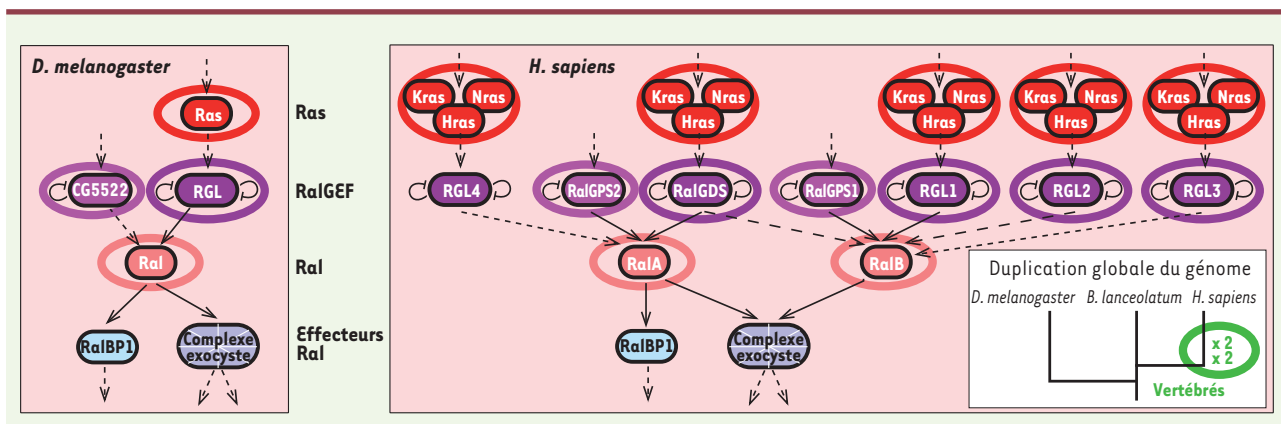 D. melanogaster
Ras
CG5522
RGL
Ral
RalBP1
Complexe
exocyste
Ras
RalGEF
Ral
Effecteurs
Ral
H. sapiens
Kras Nras
Hras
Kras Nras
Hras
Kras Nras
Hras
Kras Nras
Hras
Kras Nras
Hras
RGL4
RalGPS2
RalGDS
RalGPS1
RGL1
RGL2
RGL3
RalA
RalB
RalBP1
Complexe
exocyste
Duplication globale du génome
D. melanogaster B. lanceolatum H. sapiens
x 2
x 2
Vertébrés